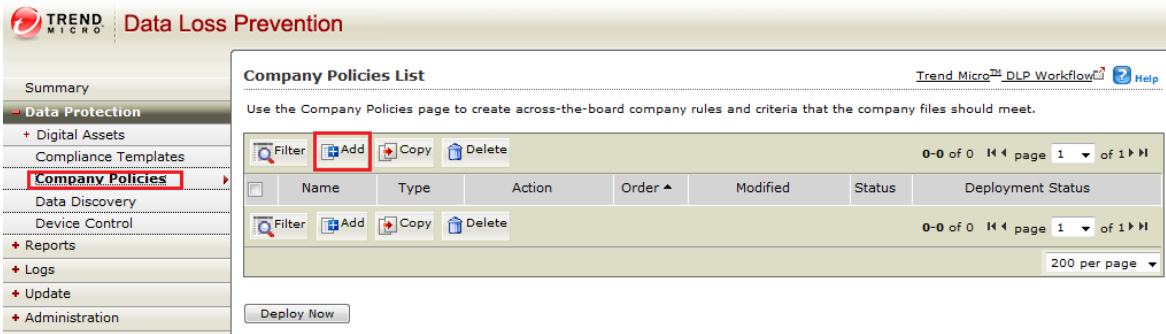 TREND MICRO Data Loss Prevention
Summary
Data Protection
+ Digital Assets
Compliance Templates
Company Policies
Data Discovery
Device Control
+ Reports
+ Logs
+ Update
+ Administration
Company Policies List
Trend Micro™ DLP Workflow ? Help
Use the Company Policies page to create across-the-board company rules and criteria that the company files should meet.
Filter Add Copy Delete 0-0 of 0 page 1 of 1
Name Type Action Order Modified Status Deployment Status
Filter Add Copy Delete 0-0 of 0 page 1 of 1
200 per page
Deploy Now